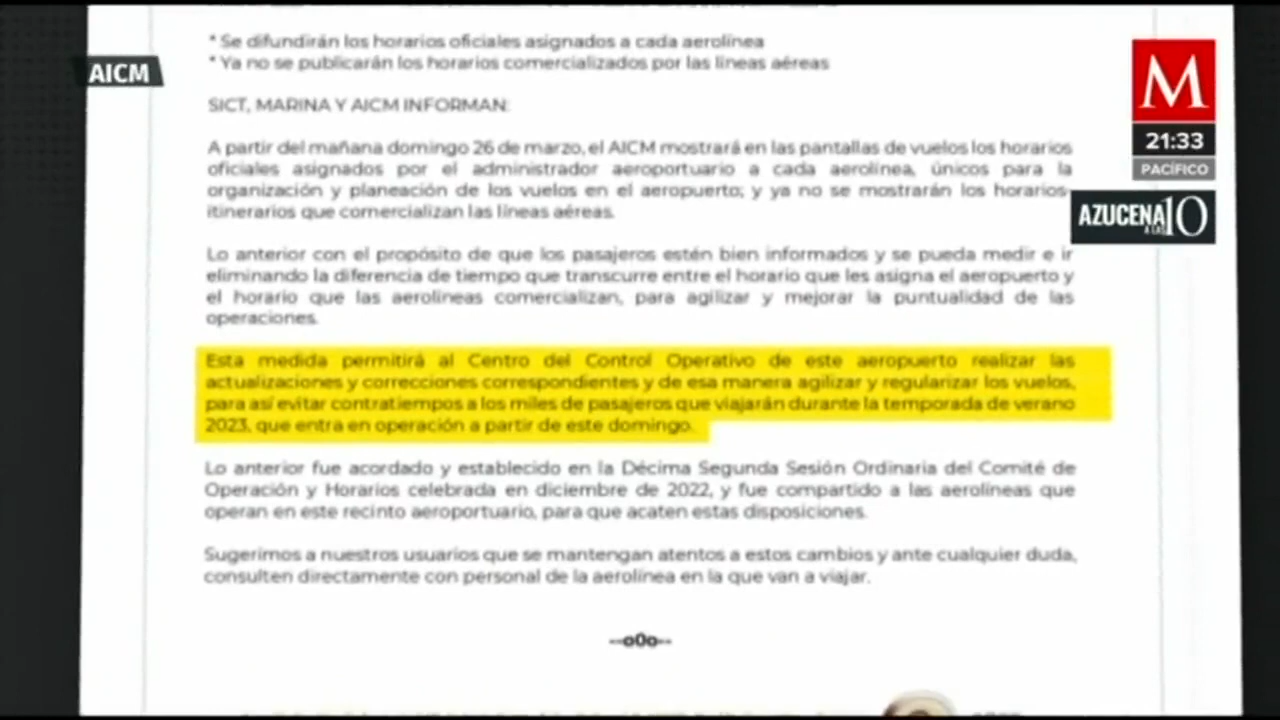 * Se difundirán los horarios oficiales asignados a cada aerolínea
* Ya no se publicarán los horarios comercializados por las líneas aéreas
AICM
M
21:33
PACÍFICO
AZUCENA A LAS 10
SICT, MARINA Y AICM INFORMAN:
A partir del mañana domingo 26 de marzo, el AICM mostrará en las pantallas de vuelos los horarios
oficiales asignados por el administrador aeroportuario a cada aerolínea, únicos para la
organización y planeación de los vuelos en el aeropuerto; y ya no se mostrarán los horarios-
itinerarios que comercializan las líneas aéreas.
Lo anterior con el propósito de que los pasajeros estén bien informados y se pueda medir e ir
eliminando la diferencia de tiempo que transcurre entre el horario que les asigna el aeropuerto y
el horario que las aerolíneas comercializan, para agilizar y mejorar la puntualidad de las
operaciones.
Esta medida permitirá al Centro del Control Operativo de este aeropuerto realizar las
actualizaciones y correcciones correspondientes y de esa manera agilizar y regularizar los vuelos,
para así evitar contratiempos a los miles de pasajeros que viajarán durante la temporada de verano
2023, que entra en operación a partir de este domingo.
Lo anterior fue acordado y establecido en la Décima Segunda Sesión Ordinaria del Comité de
Operación y Horarios celebrada en diciembre de 2022, y fue compartido a las aerolíneas que
operan en este recinto aeroportuario, para que acaten estas disposiciones.
Sugerimos a nuestros usuarios que se mantengan atentos a estos cambios y ante cualquier duda,
consulten directamente con personal de la aerolínea en la que van a viajar.
--o0o--